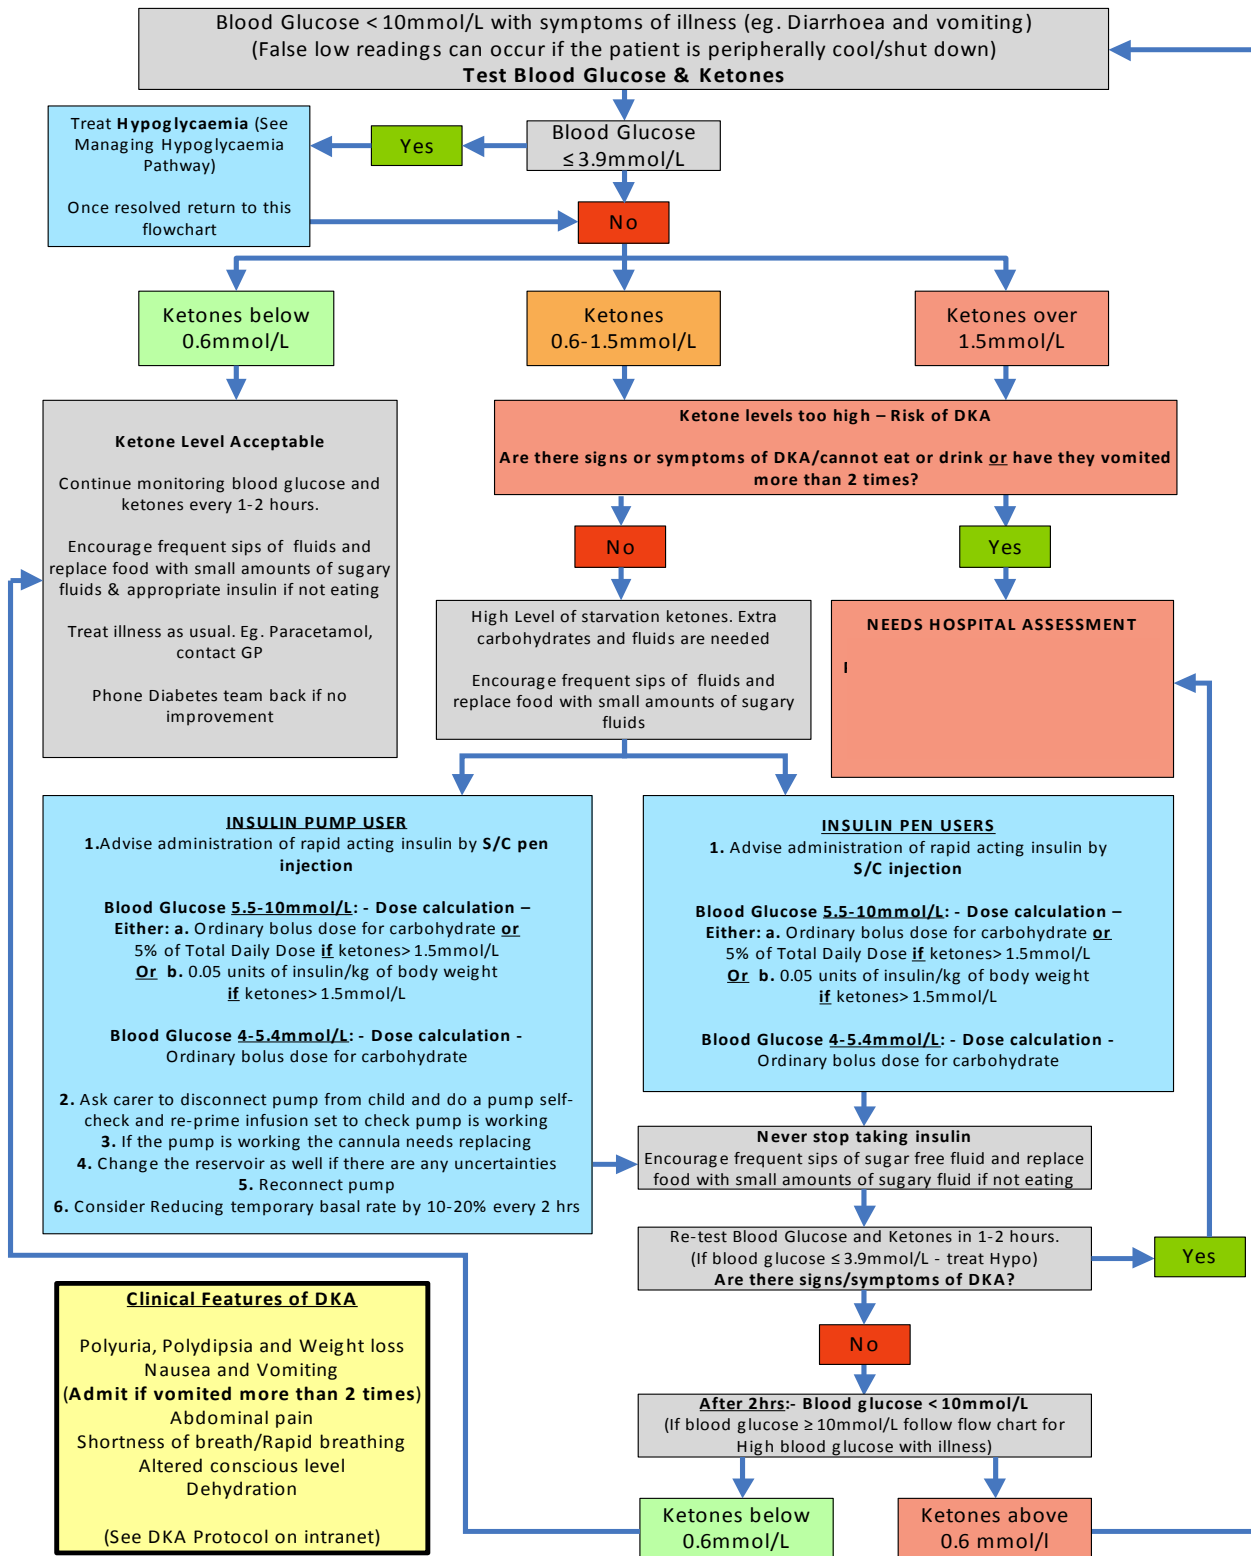 Blood Glucose < 10mmol/L with symptoms of illness (eg. Diarrhoea and vomiting)
(False low readings can occur if the patient is peripherally cool/shut down)
Test Blood Glucose & Ketones
Treat Hypoglycaemia (See
Managing Hypoglycaemia
Pathway)
Once resolved return to this
flowchart
Yes
Blood Glucose
≤ 3.9mmol/L
No
Ketones below
0.6mmol/L
Ketones
0.6-1.5mmol/L
Ketones over
1.5mmol/L
Ketone Level Acceptable
Continue monitoring blood glucose and
ketones every 1-2 hours.
Encourage frequent sips of fluids and
replace food with small amounts of sugary
fluids & appropriate insulin if not eating
Treat illness as usual. Eg. Paracetamol,
contact GP
Phone Diabetes team back if no
improvement
Ketone levels too high – Risk of DKA
Are there signs or symptoms of DKA/cannot eat or drink or have they vomited
more than 2 times?
No
Yes
High Level of starvation ketones. Extra
carbohydrates and fluids are needed
Encourage frequent sips of fluids and
replace food with small amounts of sugary
fluids
NEEDS HOSPITAL ASSESSMENT
I
INSULIN PUMP USER
1.Advise administration of rapid acting insulin by S/C pen
injection
Blood Glucose 5.5-10mmol/L: - Dose calculation –
Either: a. Ordinary bolus dose for carbohydrate or
5% of Total Daily Dose if ketones> 1.5mmol/L
Or b. 0.05 units of insulin/kg of body weight
if ketones> 1.5mmol/L
Blood Glucose 4-5.4mmol/L: - Dose calculation -
Ordinary bolus dose for carbohydrate
2. Ask carer to disconnect pump from child and do a pump self-
check and re-prime infusion set to check pump is working
3. If the pump is working the cannula needs replacing
4. Change the reservoir as well if there are any uncertainties
5. Reconnect pump
6. Consider Reducing temporary basal rate by 10-20% every 2 hrs
INSULIN PEN USERS
1. Advise administration of rapid acting insulin by
S/C injection
Blood Glucose 5.5-10mmol/L: - Dose calculation –
Either: a. Ordinary bolus dose for carbohydrate or
5% of Total Daily Dose if ketones> 1.5mmol/L
Or b. 0.05 units of insulin/kg of body weight
if ketones> 1.5mmol/L
Blood Glucose 4-5.4mmol/L: - Dose calculation -
Ordinary bolus dose for carbohydrate
Never stop taking insulin
Encourage frequent sips of sugar free fluid and replace
food with small amounts of sugary fluid if not eating
Re-test Blood Glucose and Ketones in 1-2 hours.
(If blood glucose ≤ 3.9mmol/L - treat Hypo)
Are there signs/symptoms of DKA?
Yes
No
After 2hrs:- Blood glucose < 10mmol/L
(If blood glucose ≥ 10mmol/L follow flow chart for
High blood glucose with illness)
Ketones below
0.6mmol/L
Ketones above
0.6 mmol/l
Clinical Features of DKA
Polyuria, Polydipsia and Weight loss
Nausea and Vomiting
(Admit if vomited more than 2 times)
Abdominal pain
Shortness of breath/Rapid breathing
Altered conscious level
Dehydration
(See DKA Protocol on intranet)